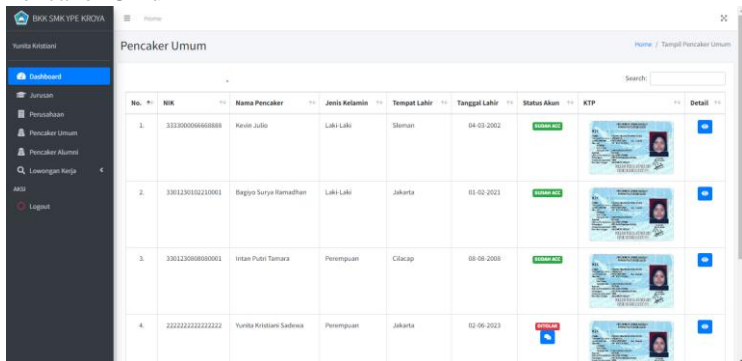 BKK SMK YPE KROYA
Home
Yunita Kristiani
Pencaker Umum
Home / Tampil Pencaker Umum
Dashboard
Jurusan
Perusahaan
Pencaker Umum
Pencaker Alumni
Lowongan Kerja
AKSI
Logout
Search:
No. NIK Nama Pencaker Jenis Kelamin Tempat Lahir Tanggal Lahir Status Akun KTP Detail
1. Kevin Julio Laki-Laki Sleman 04-03-2002 SUDAH ACC
2. 3301230102210001 Bagiyo Surya Ramadhan Laki-Laki Jakarta 01-02-2021 SUDAH ACC
3. 3301230808080001 Intan Putri Tamara Perempuan Cilacap 08-08-2008 SUDAH ACC
4. 2222222222222222 Yunita Kristiani Sadewa Perempuan Jakarta 02-06-2023 DITOLAK